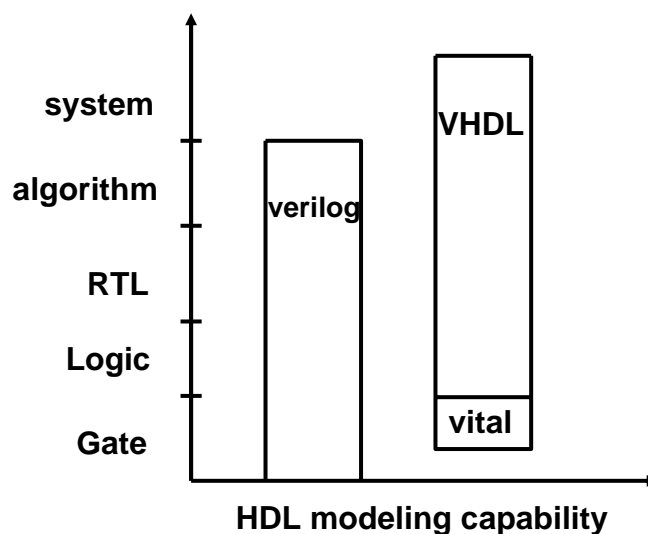 system
VHDL
algorithm
verilog
RTL
Logic
vital
Gate
HDL modeling capability